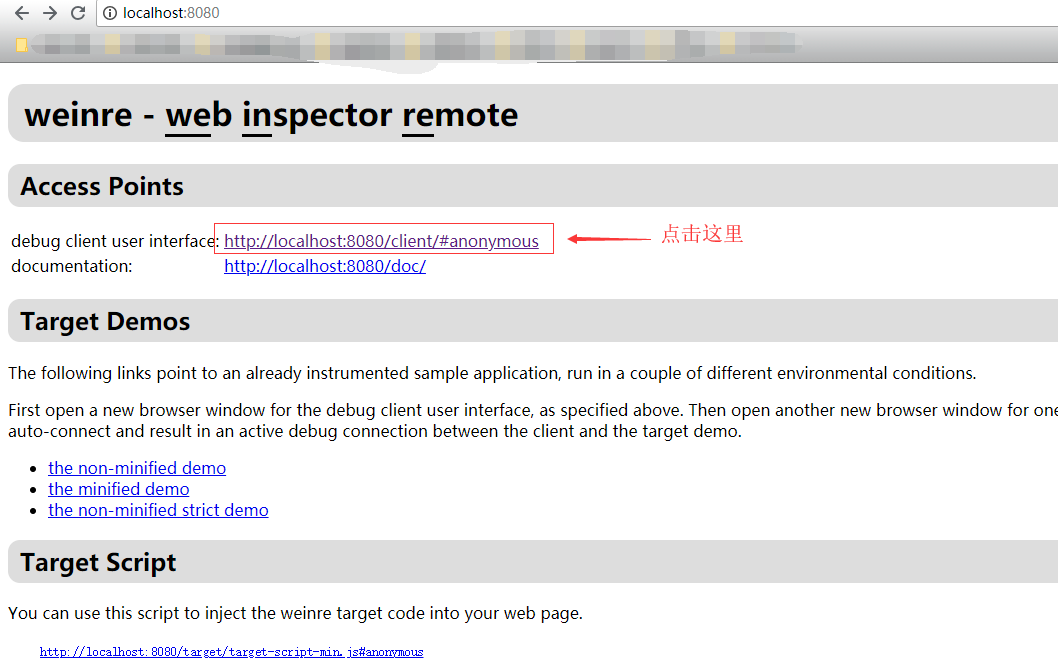 localhost:8080
weinre - web inspector remote
Access Points
debug client user interface: http://localhost:8080/client/#anonymous
点击这里
documentation: http://localhost:8080/doc/
Target Demos
The following links point to an already instrumented sample application, run in a couple of different environmental conditions.
First open a new browser window for the debug client user interface, as specified above. Then open another new browser window for one
auto-connect and result in an active debug connection between the client and the target demo.
the non-minified demo
the minified demo
the non-minified strict demo
Target Script
You can use this script to inject the weinre target code into your web page.
http://localhost:8080/target/target-script-min.js#anonymous